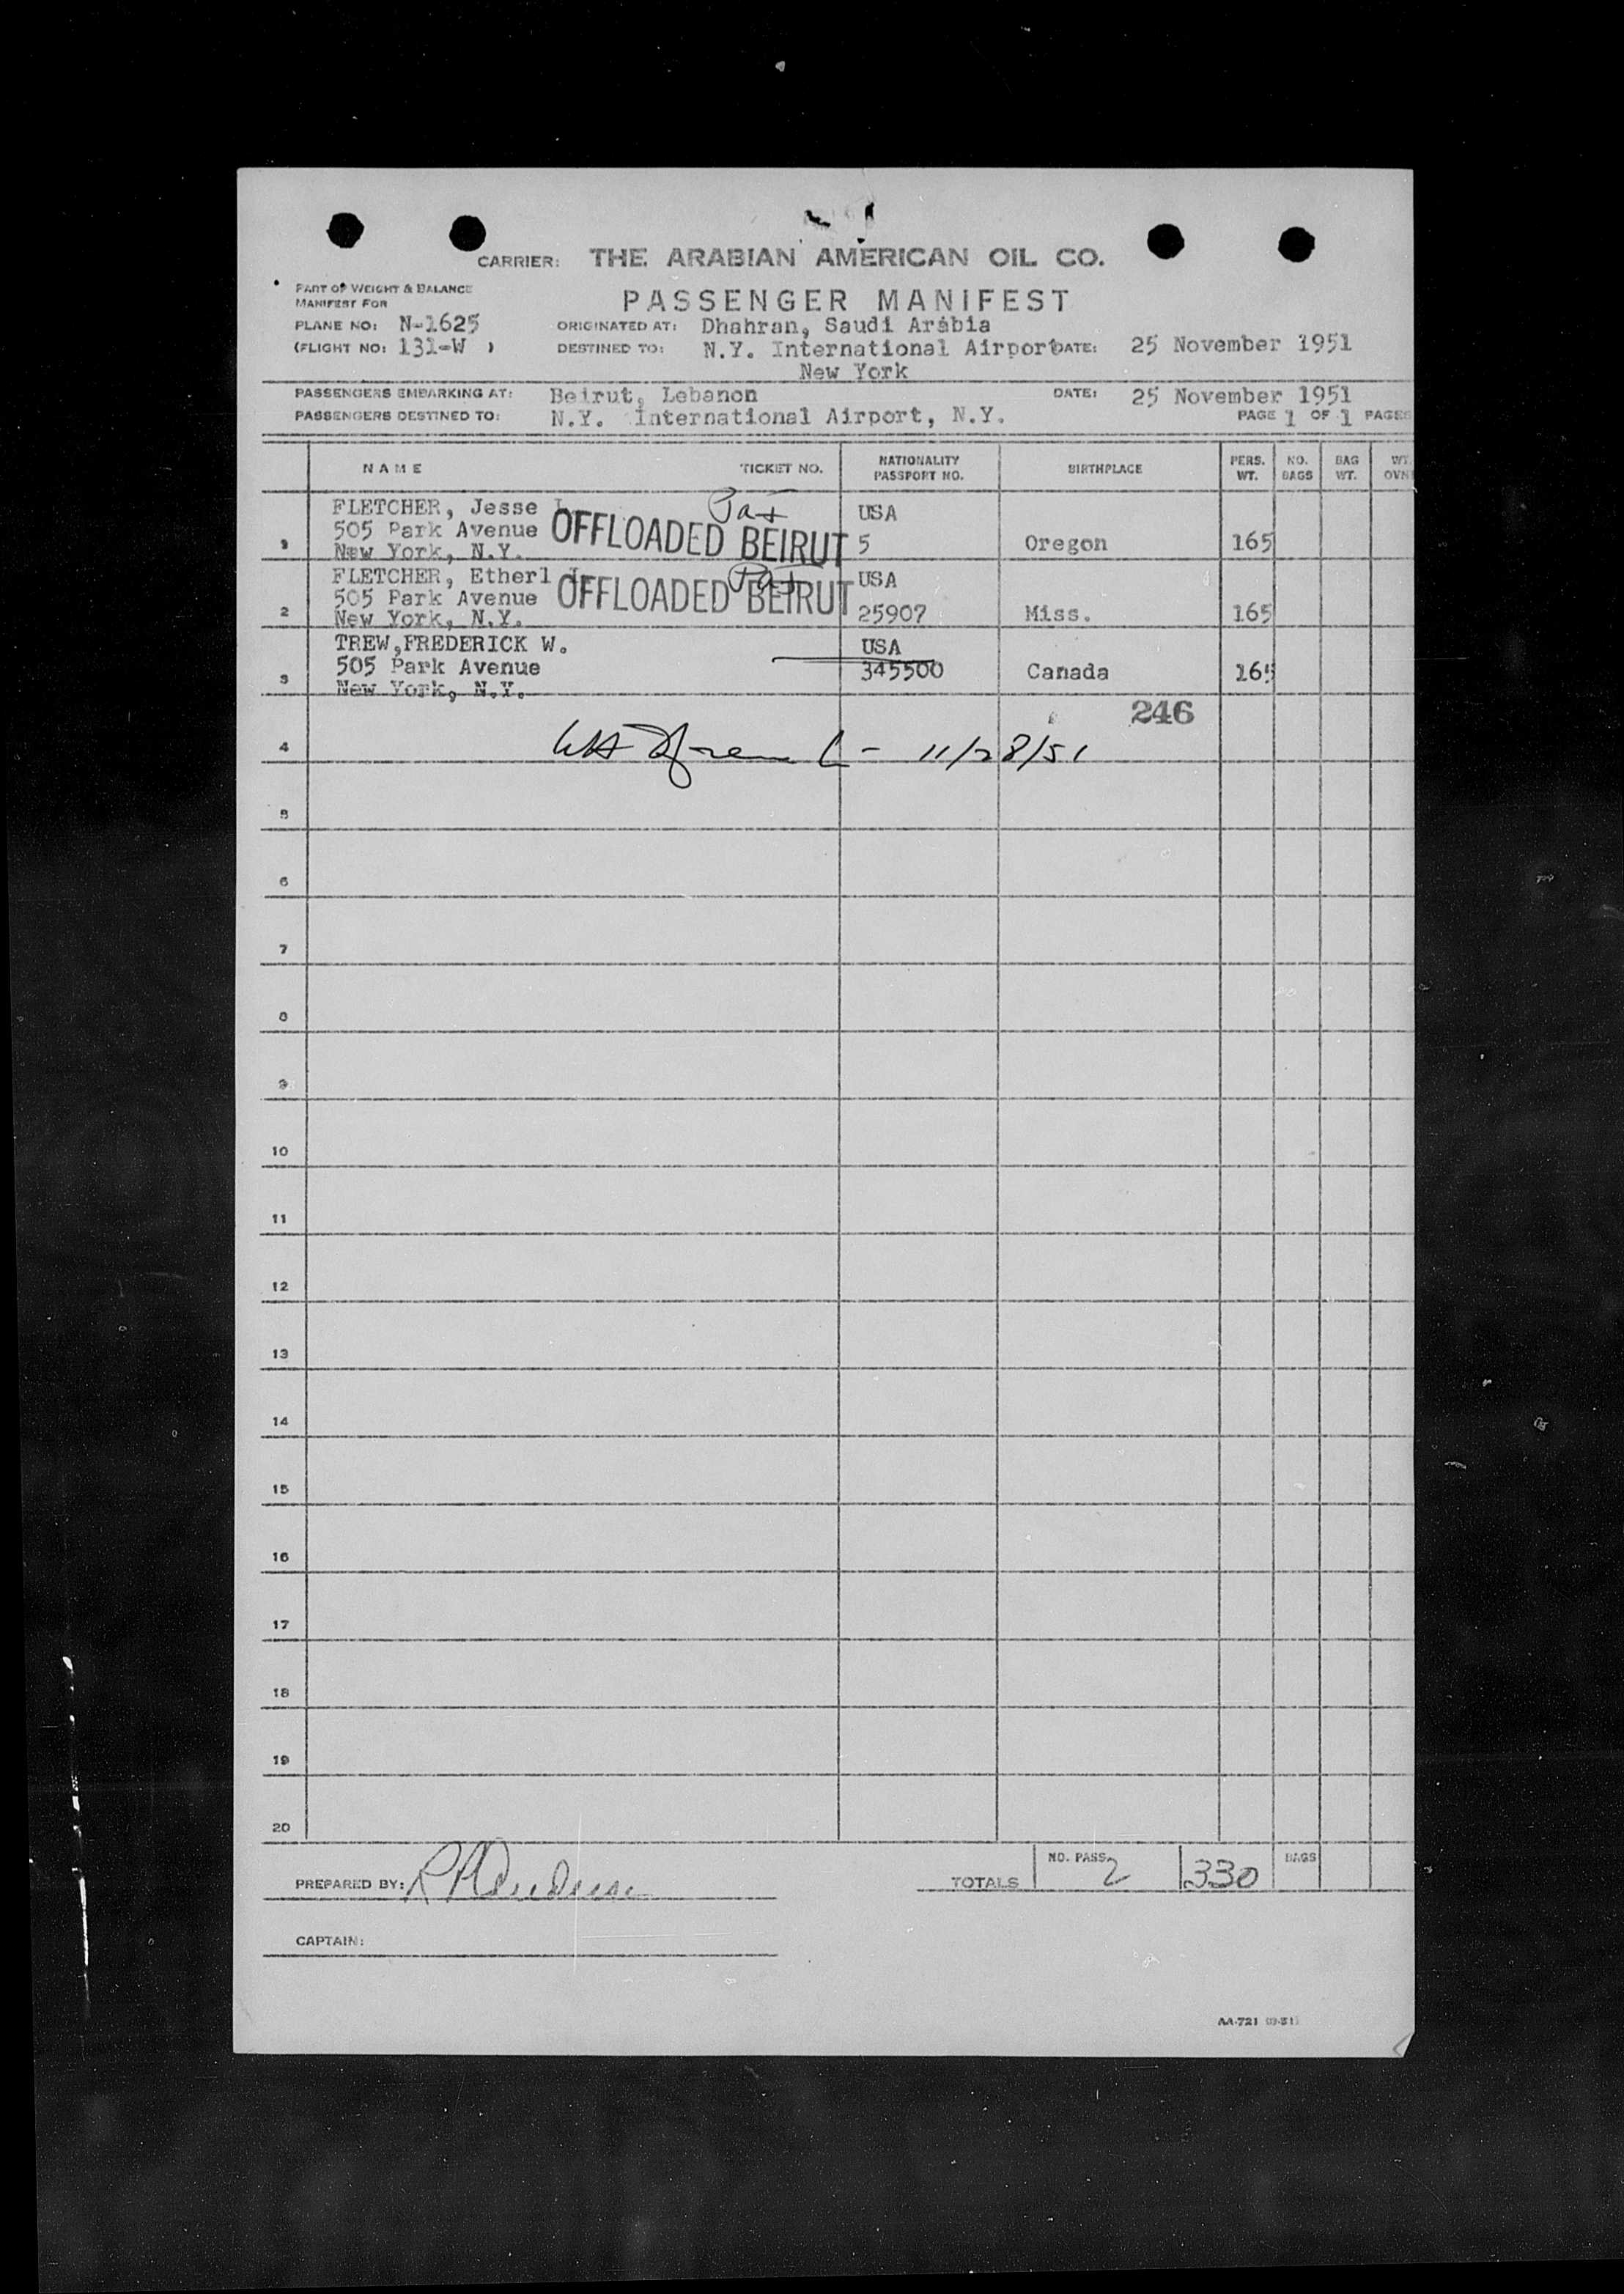 CARRIER: THE ARABIAN AMERICAN OIL CO.
PART OF WEIGHT & BALANCE
MANIFEST FOR
PASSENGER MANIFEST
PLANE NO: N-1625 ORIGINATED AT: Dhahran, Saudi Arabia
(FLIGHT NO: 131-W ) DESTINED TO: N.Y. International Airport DATE: 25 November 1951
New York
PASSENGERS EMBARKING AT: Beirut, Lebanon DATE: 25 November 1951
PASSENGERS DESTINED TO: N.Y. International Airport, N.Y. PAGE 1 OF 1 PAGES
NAME TICKET NO. NATIONALITY PASSPORT NO. BIRTHPLACE PERS. WT. NO. BAGS BAG WT. WT. OVN
FLETCHER, Jesse USA
505 Park Avenue OFFLOADED BEIRUT
1 New York, N.Y. 5 Oregon 165
FLETCHER, Etherl USA
505 Park Avenue OFFLOADED BEIRUT
2 New York, N.Y. 25907 Miss. 165
TREW,FREDERICK W. USA
505 Park Avenue 345500 Canada 165
3 New York, N.Y.
246
4 11/28/51
5
6
7
8
9
10
11
12
13
14
15
16
17
18
19
20
PREPARED BY: TOTALS NO. PASS. 2 330 BAGS
CAPTAIN:
AA-721